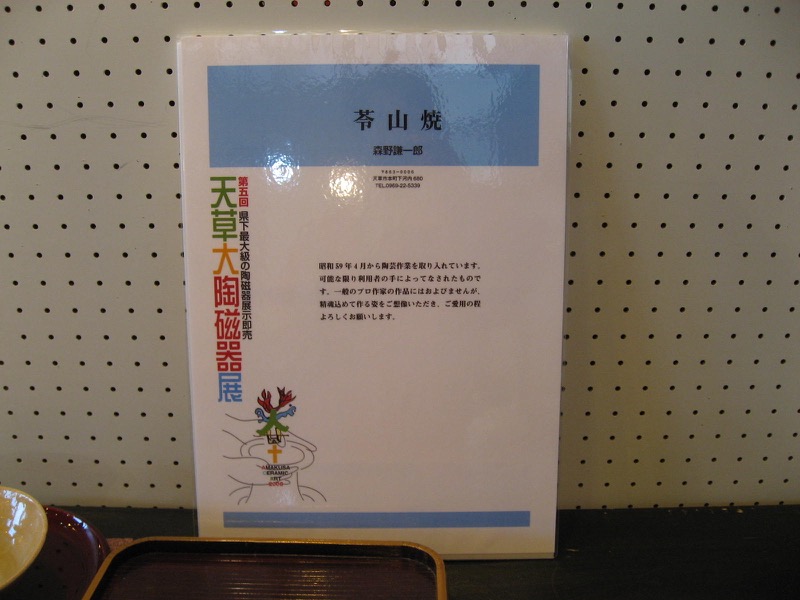 苓山焼
森野謙一郎
天草市本町下河内680
TEL.0969-22-5339
第五回
県下最大級の陶磁器展示即売
天草大陶磁器展
昭和59年4月から陶芸作業を取り入れています。
可能な限り利用者の手によってなされたもので
す。一般のプロ作家の作品にはおよびませんが、
精魂込めて作る姿をご想像いただき、ご愛用の程
よろしくお願いします。
AMAKUSA
CERAMIC
ART